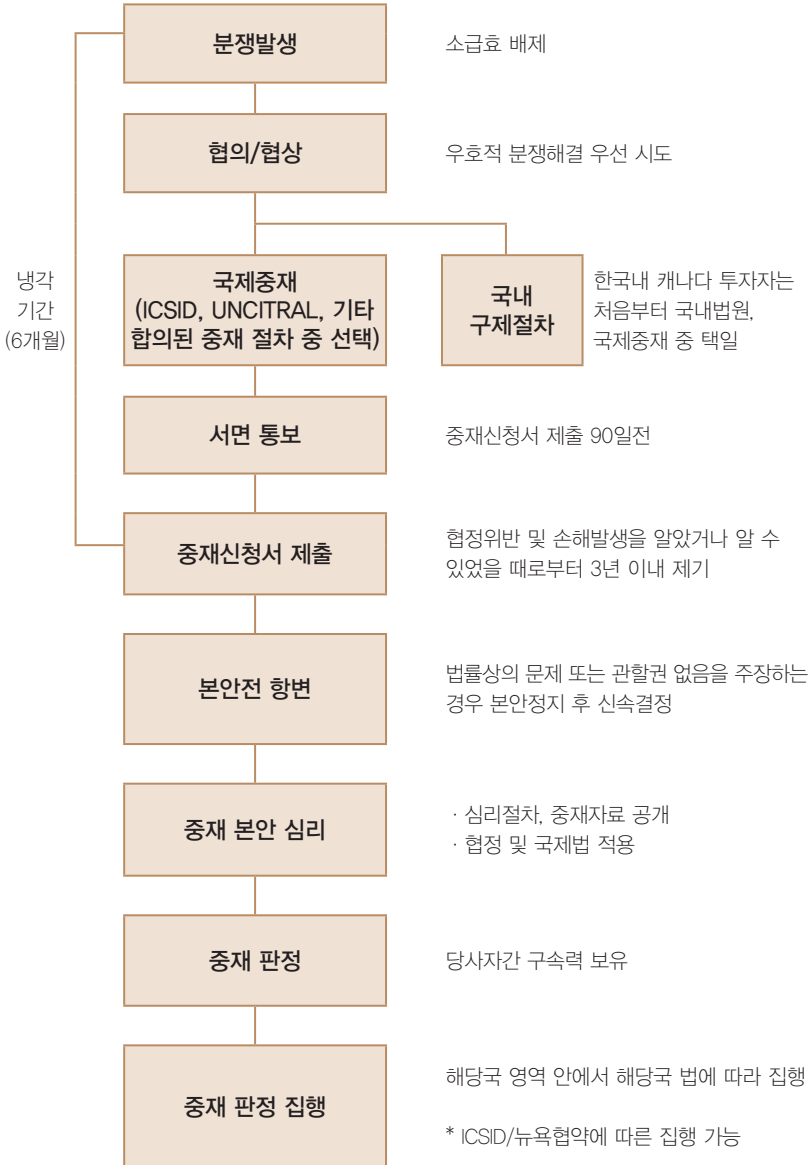 분쟁발생
소급효 배제
협의/협상
우호적 분쟁해결 우선 시도
냉각
기간
(6개월)
국제중재
(ICSID, UNCITRAL, 기타
합의된 중재 절차 중 선택)
국내
구제절차
한국내 캐나다 투자자는
처음부터 국내법원,
국제중재 중 택일
서면 통보
중재신청서 제출 90일전
중재신청서 제출
협정위반 및 손해발생을 알았거나 알 수
있었을 때로부터 3년 이내 제기
본안전 항변
법률상의 문제 또는 관할권 없음을 주장하는
경우 본안정지 후 신속결정
중재 본안 심리
· 심리절차, 중재자료 공개
· 협정 및 국제법 적용
중재 판정
당사자간 구속력 보유
중재 판정 집행
해당국 영역 안에서 해당국 법에 따라 집행
* ICSID/뉴욕협약에 따른 집행 가능